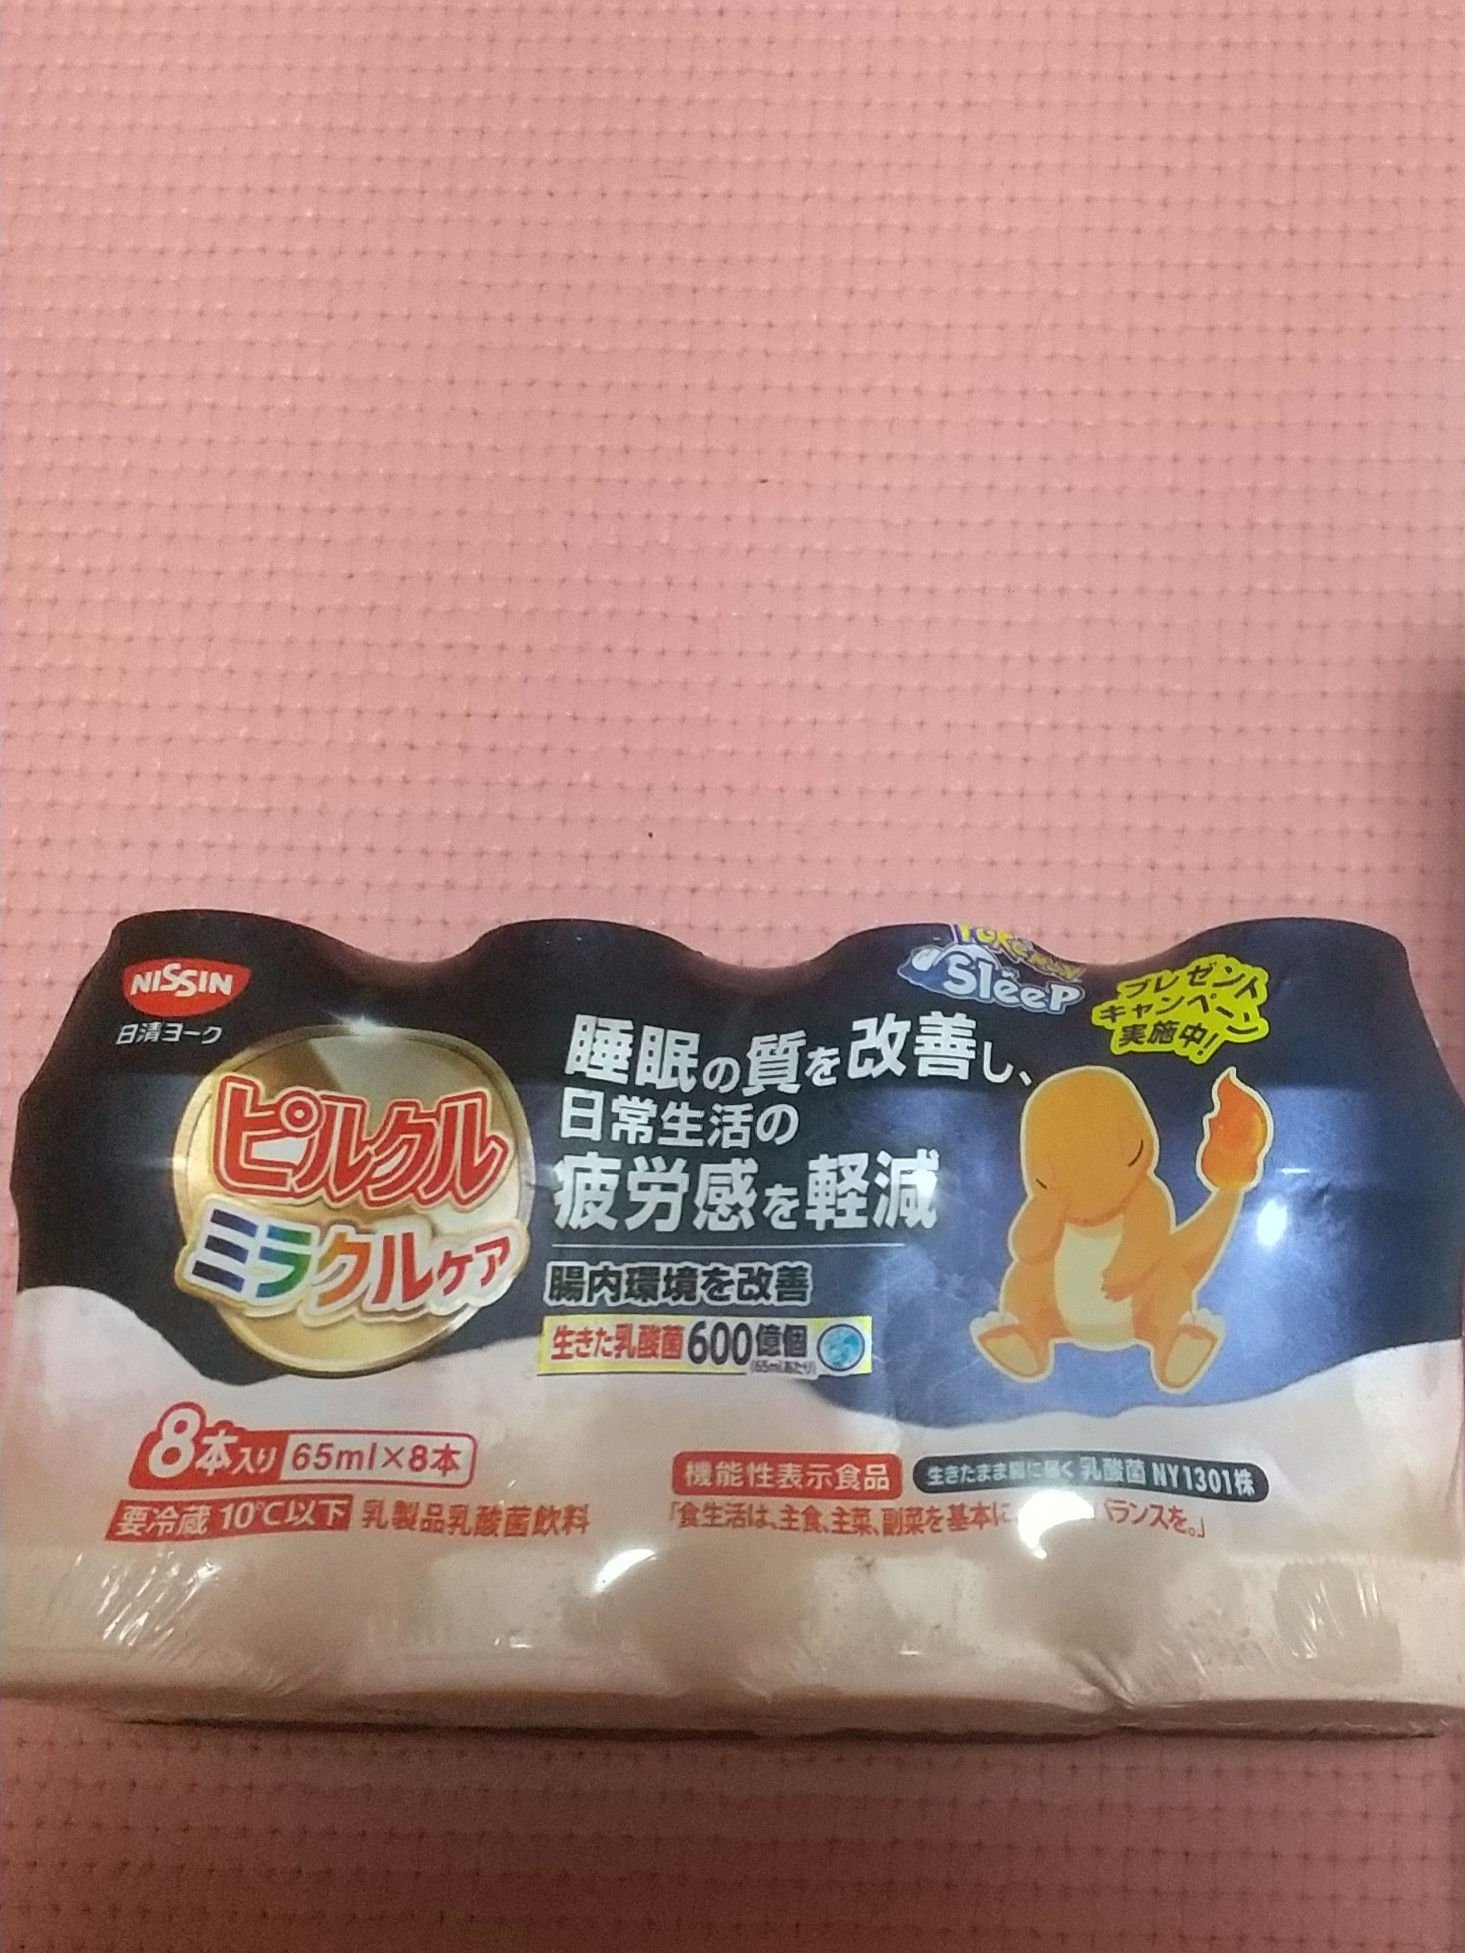 NISSIN
日清ヨーク
ピルクル
ミラクルケア
Pokémon
Sleep
プレゼント
キャンペーン
実施中!
睡眠の質を改善し、
日常生活の
疲労感を軽減
腸内環境を改善
生きた乳酸菌600億個
(65mlあたり)
8本入り 65ml×8本
要冷蔵 10℃以下 乳製品乳酸菌飲料
機能性表示食品 生きたまま腸に届く 乳酸菌 NY1301株
「食生活は、主食、主菜、副菜を基本に バランスを。」